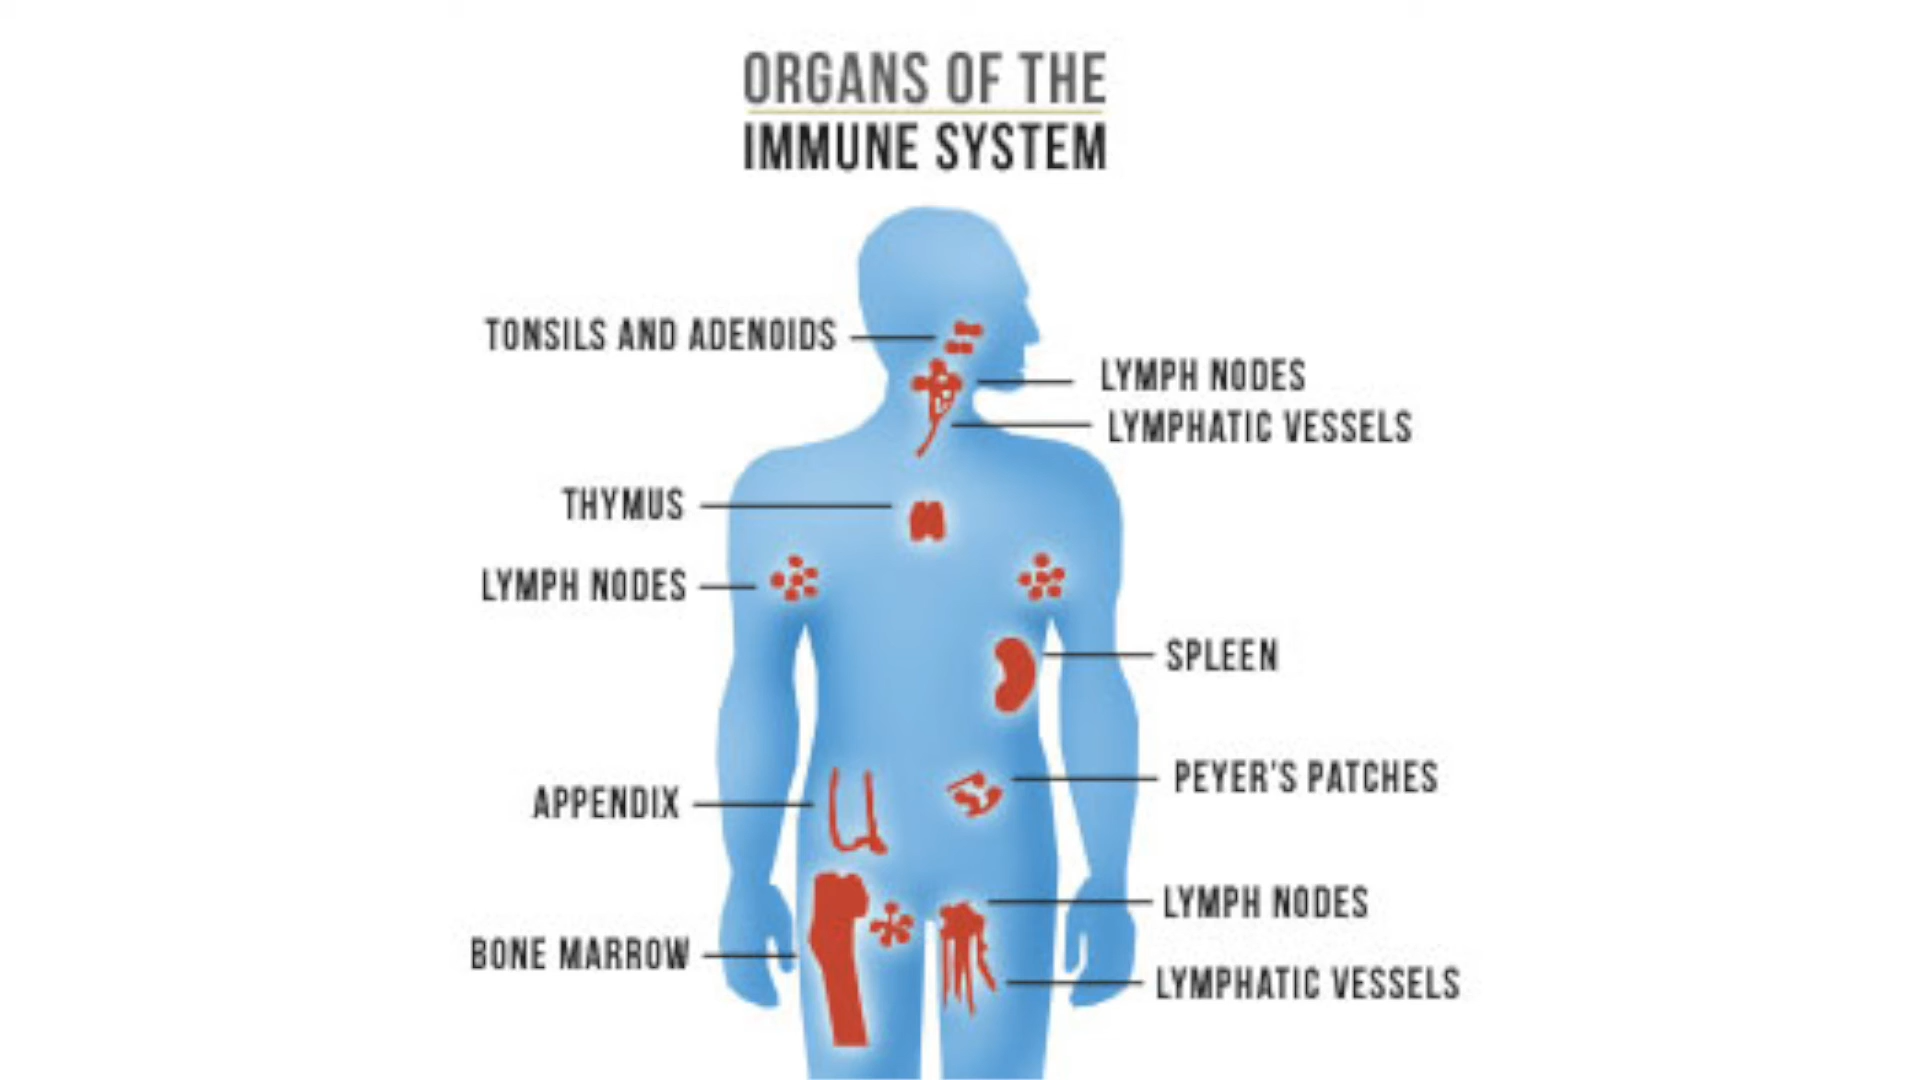 ORGANS OF THE
IMMUNE SYSTEM
TONSILS AND ADENOIDS
LYMPH NODES
LYMPHATIC VESSELS
THYMUS
LYMPH NODES
SPLEEN
PEYER'S PATCHES
APPENDIX
LYMPH NODES
BONE MARROW
LYMPHATIC VESSELS